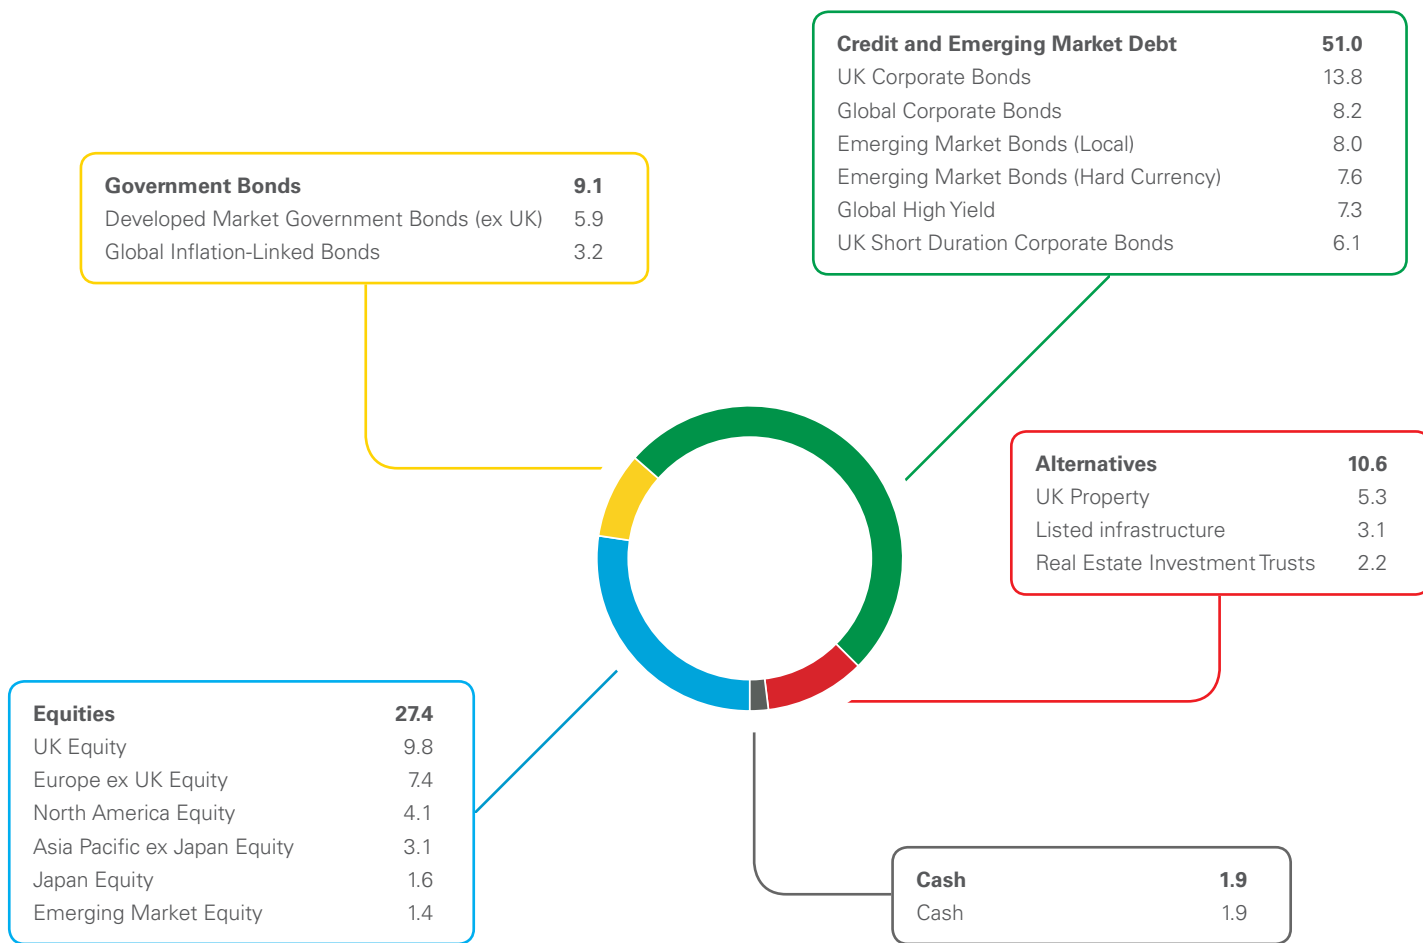 Credit and Emerging Market Debt 51.0
UK Corporate Bonds 13.8
Global Corporate Bonds 8.2
Emerging Market Bonds (Local) 8.0
Emerging Market Bonds (Hard Currency) 7.6
Global High Yield 7.3
UK Short Duration Corporate Bonds 6.1
Government Bonds 9.1
Developed Market Government Bonds (ex UK) 5.9
Global Inflation-Linked Bonds 3.2
Alternatives 10.6
UK Property 5.3
Listed infrastructure 3.1
Real Estate Investment Trusts 2.2
Equities 27.4
UK Equity 9.8
Europe ex UK Equity 7.4
North America Equity 4.1
Asia Pacific ex Japan Equity 3.1
Japan Equity 1.6
Emerging Market Equity 1.4
Cash 1.9
Cash 1.9